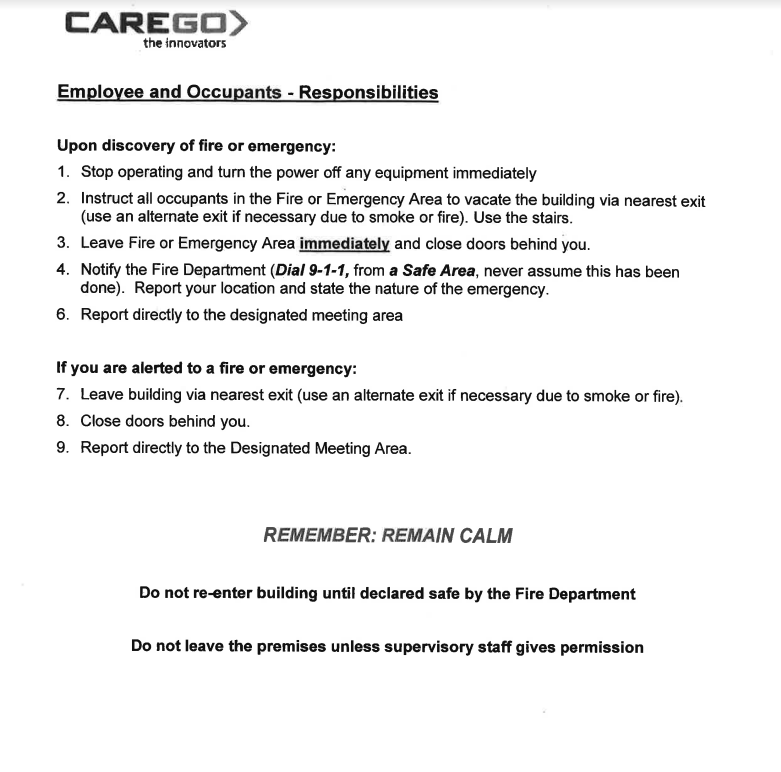 CAREGO
the innovators
Employee and Occupants - Responsibilities
Upon discovery of fire or emergency:
1. Stop operating and turn the power off any equipment immediately
2. Instruct all occupants in the Fire or Emergency Area to vacate the building via nearest exit
(use an alternate exit if necessary due to smoke or fire). Use the stairs.
3. Leave Fire or Emergency Area immediately and close doors behind you.
4. Notify the Fire Department (Dial 9-1-1, from a Safe Area, never assume this has been
done). Report your location and state the nature of the emergency.
6. Report directly to the designated meeting area
If you are alerted to a fire or emergency:
7. Leave building via nearest exit (use an alternate exit if necessary due to smoke or fire).
8. Close doors behind you.
9. Report directly to the Designated Meeting Area.
REMEMBER: REMAIN CALM
Do not re-enter building until declared safe by the Fire Department
Do not leave the premises unless supervisory staff gives permission